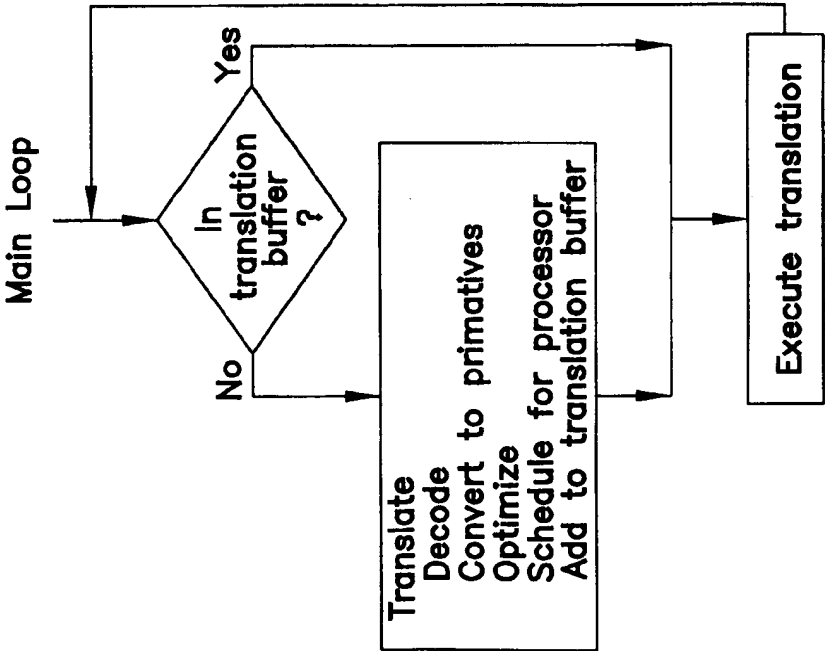 Main Loop
In
translation
buffer
?
Yes
No
Translate
Decode
Convert to primatives
Optimize
Schedule for processor
Add to translation buffer
Execute translation